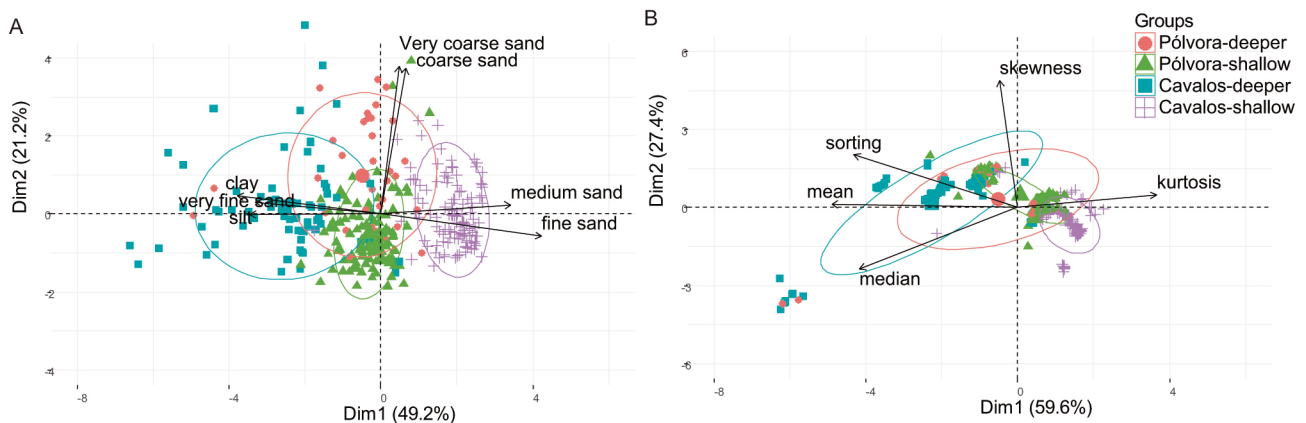 A
Very coarse sand
coarse sand
clay
very fine sand
silt
medium sand
fine sand
Dim2 (21.2%)
4
2
0
-2
-4
-8
-4
0
4
Dim1 (49.2%)
B
Groups
Pólvora-deeper
Pólvora-shallow
Cavalos-deeper
Cavalos-shallow
skewness
sorting
mean
kurtosis
median
Dim2 (27.4%)
6
3
0
-3
-6
-8
-4
0
4
Dim1 (59.6%)